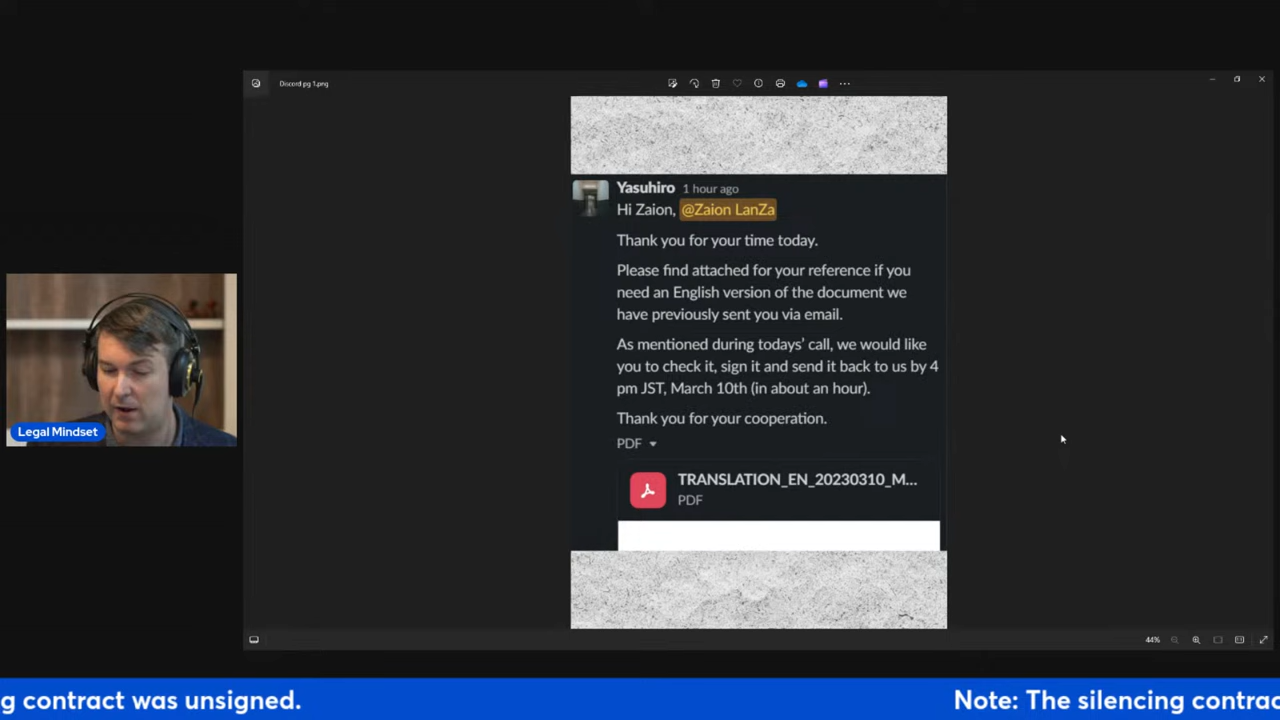 Discord pg 1.png
Yasuhiro 1 hour ago
Hi Zaion, @Zaion LanZa
Thank you for your time today.
Please find attached for your reference if you
need an English version of the document we
have previously sent you via email.
As mentioned during todays' call, we would like
you to check it, sign it and send it back to us by 4
pm JST, March 10th (in about an hour).
Thank you for your cooperation.
PDF
TRANSLATION_EN_20230310_M...
PDF
Legal Mindset
44%
g contract was unsigned.
Note: The silencing contrac